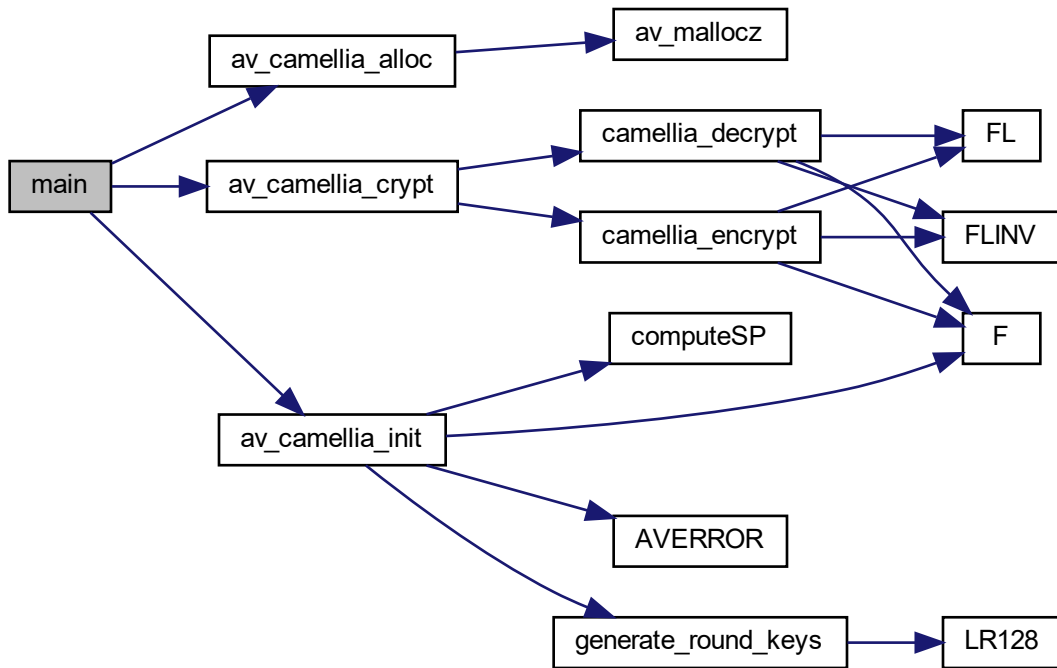 main
av_camellia_alloc
av_mallocz
av_camellia_crypt
camellia_decrypt
camellia_encrypt
FL
FLINV
F
av_camellia_init
computeSP
AVERROR
generate_round_keys
LR128